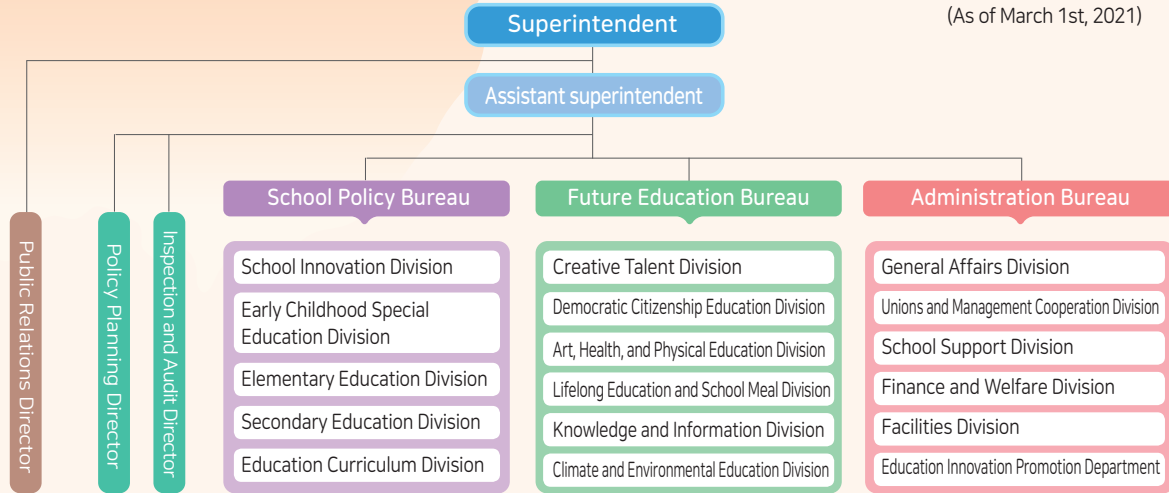 (As of March 1st, 2021)
Superintendent
Assistant superintendent
Public Relations Director
Policy Planning Director
Inspection and Audit Director
School Policy Bureau
School Innovation Division
Early Childhood Special
Education Division
Elementary Education Division
Secondary Education Division
Education Curriculum Division
Future Education Bureau
Creative Talent Division
Democratic Citizenship Education Division
Art, Health, and Physical Education Division
Lifelong Education and School Meal Division
Knowledge and Information Division
Climate and Environmental Education Division
Administration Bureau
General Affairs Division
Unions and Management Cooperation Division
School Support Division
Finance and Welfare Division
Facilities Division
Education Innovation Promotion Department